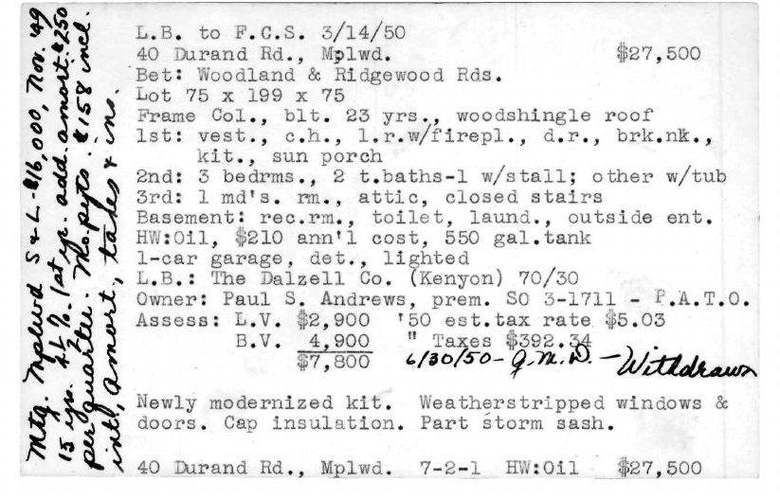 L.B. to F.C.S. 3/14/50
40 Durand Rd., Mplwd. $27,500
Bet: Woodland & Ridgewood Rds.
Lot 75 x 199 x 75
Frame Col., blt. 23 yrs., woodshingle roof
1st: vest., c.h., l.r.w/firepl., d.r., brk.nk.,
kit., sun porch
2nd: 3 bedrms., 2 t.baths-1 w/stall; other w/tub
3rd: 1 md's. rm., attic, closed stairs
Basement: rec.rm., toilet, laund., outside ent.
HW:Oil, $210 ann'l cost, 550 gal.tank
1-car garage, det., lighted
L.B.: The Dalzell Co. (Kenyon) 70/30
Owner: Paul S. Andrews, prem. SO 3-1711 - P.A.T.O.
Assess: L.V. $2,900 '50 est.tax rate $5.03
B.V. 4,900 " Taxes $392.34
$7,800 6/30/50 - J.M.D. - Withdrawn
Newly modernized kit. Weatherstripped windows &
doors. Cap insulation. Part storm sash.
40 Durand Rd., Mplwd. 7-2-1 HW:Oil $27,500
Mtg. Mplwd S & L - $16,000, Nov. '49
15 yrs. 4½%. 1st yr. add. amort. $250
per quarter. Mo. pyts. $158 incl.
int., amort., taxes & ins.